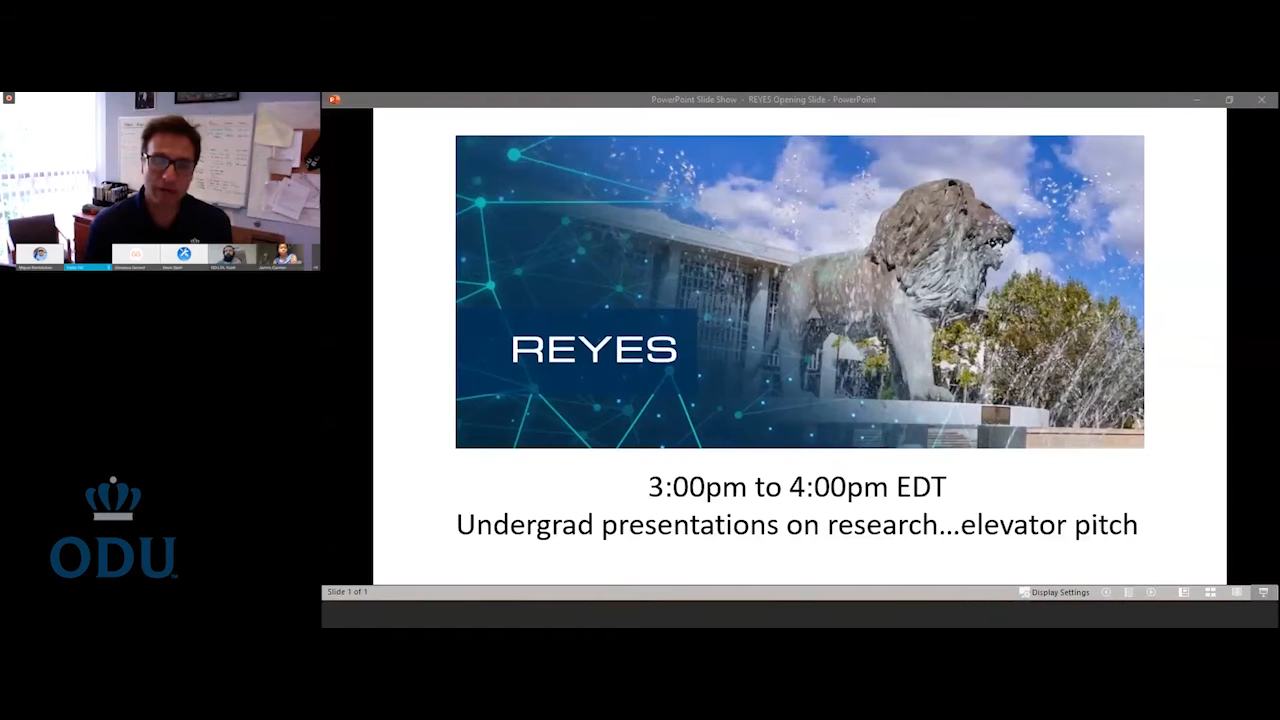 PowerPoint Slide Show - REYES Opening Slide - PowerPoint
REYES
3:00pm to 4:00pm EDT
Undergrad presentations on research...elevator pitch
Slide 1 of 1
Display Settings
ODU